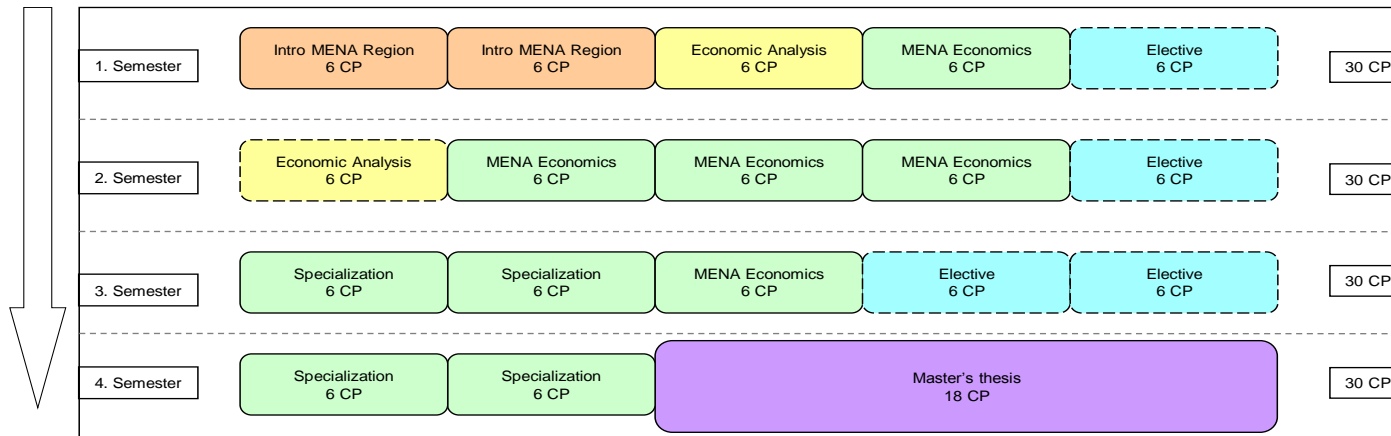 1. Semester
Intro MENA Region
6 CP
Intro MENA Region
6 CP
Economic Analysis
6 CP
MENA Economics
6 CP
Elective
6 CP
30 CP
2. Semester
Economic Analysis
6 CP
MENA Economics
6 CP
MENA Economics
6 CP
MENA Economics
6 CP
Elective
6 CP
30 CP
3. Semester
Specialization
6 CP
Specialization
6 CP
MENA Economics
6 CP
Elective
6 CP
Elective
6 CP
30 CP
4. Semester
Specialization
6 CP
Specialization
6 CP
Master's thesis
18 CP
30 CP